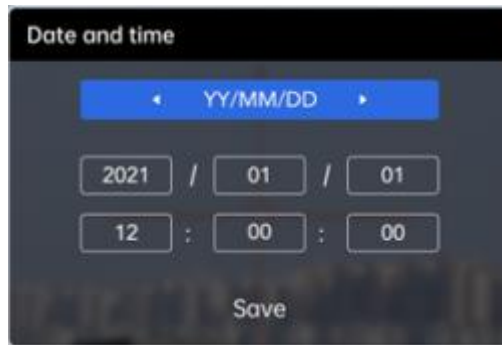 Date and time
YY/MM/DD
2021 / 01 / 01
12 : 00 : 00
Save